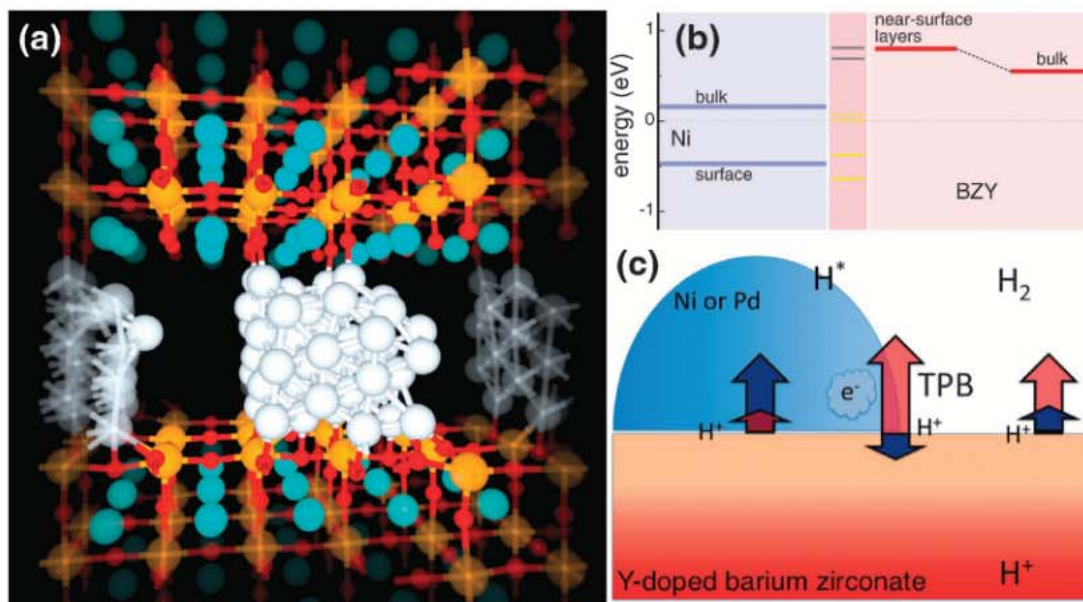 (a)
(b)
1
0
-1
energy (eV)
near-surface
layers
bulk
bulk
Ni
surface
BZY
(c)
H*
H2
Ni or Pd
e-
TPB
H+
H+
H+
Y-doped barium zirconate
H+